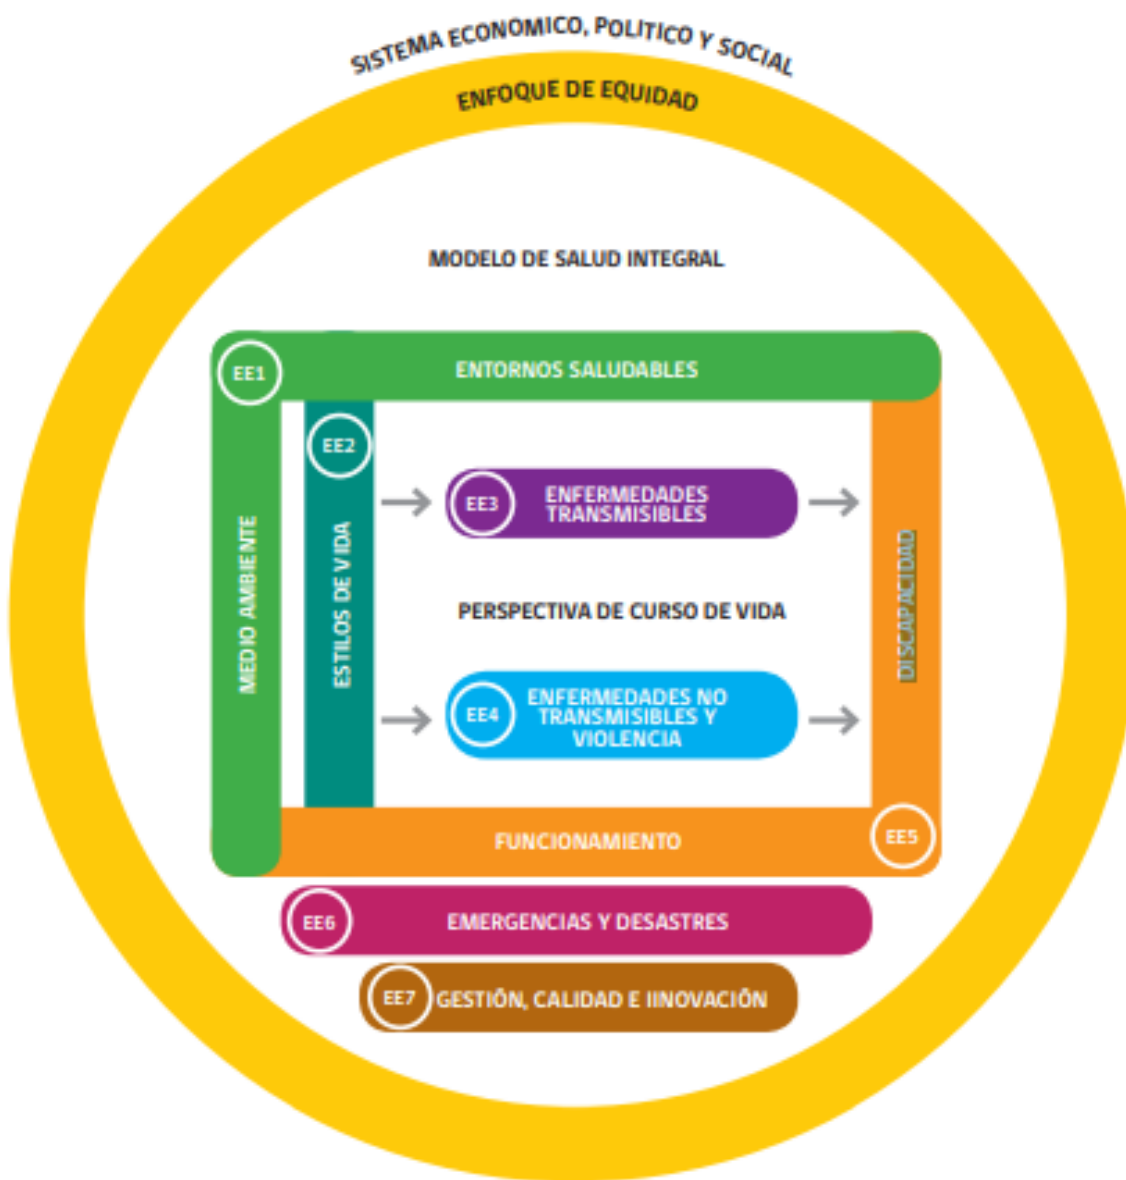 SISTEMA ECONOMICO, POLITICO Y SOCIAL
ENFOQUE DE EQUIDAD
MODELO DE SALUD INTEGRAL
EE1
ENTORNOS SALUDABLES
MEDIO AMBIENTE
EE2
ESTILOS DE VIDA
EE3
ENFERMEDADES
TRANSMISIBLES
PERSPECTIVA DE CURSO DE VIDA
EE4
ENFERMEDADES NO
TRANSMISIBLES Y
VIOLENCIA
DISCAPACIDAD
FUNCIONAMIENTO
EE5
EE6
EMERGENCIAS Y DESASTRES
EE7
GESTIÓN, CALIDAD E IINOVACIÓN